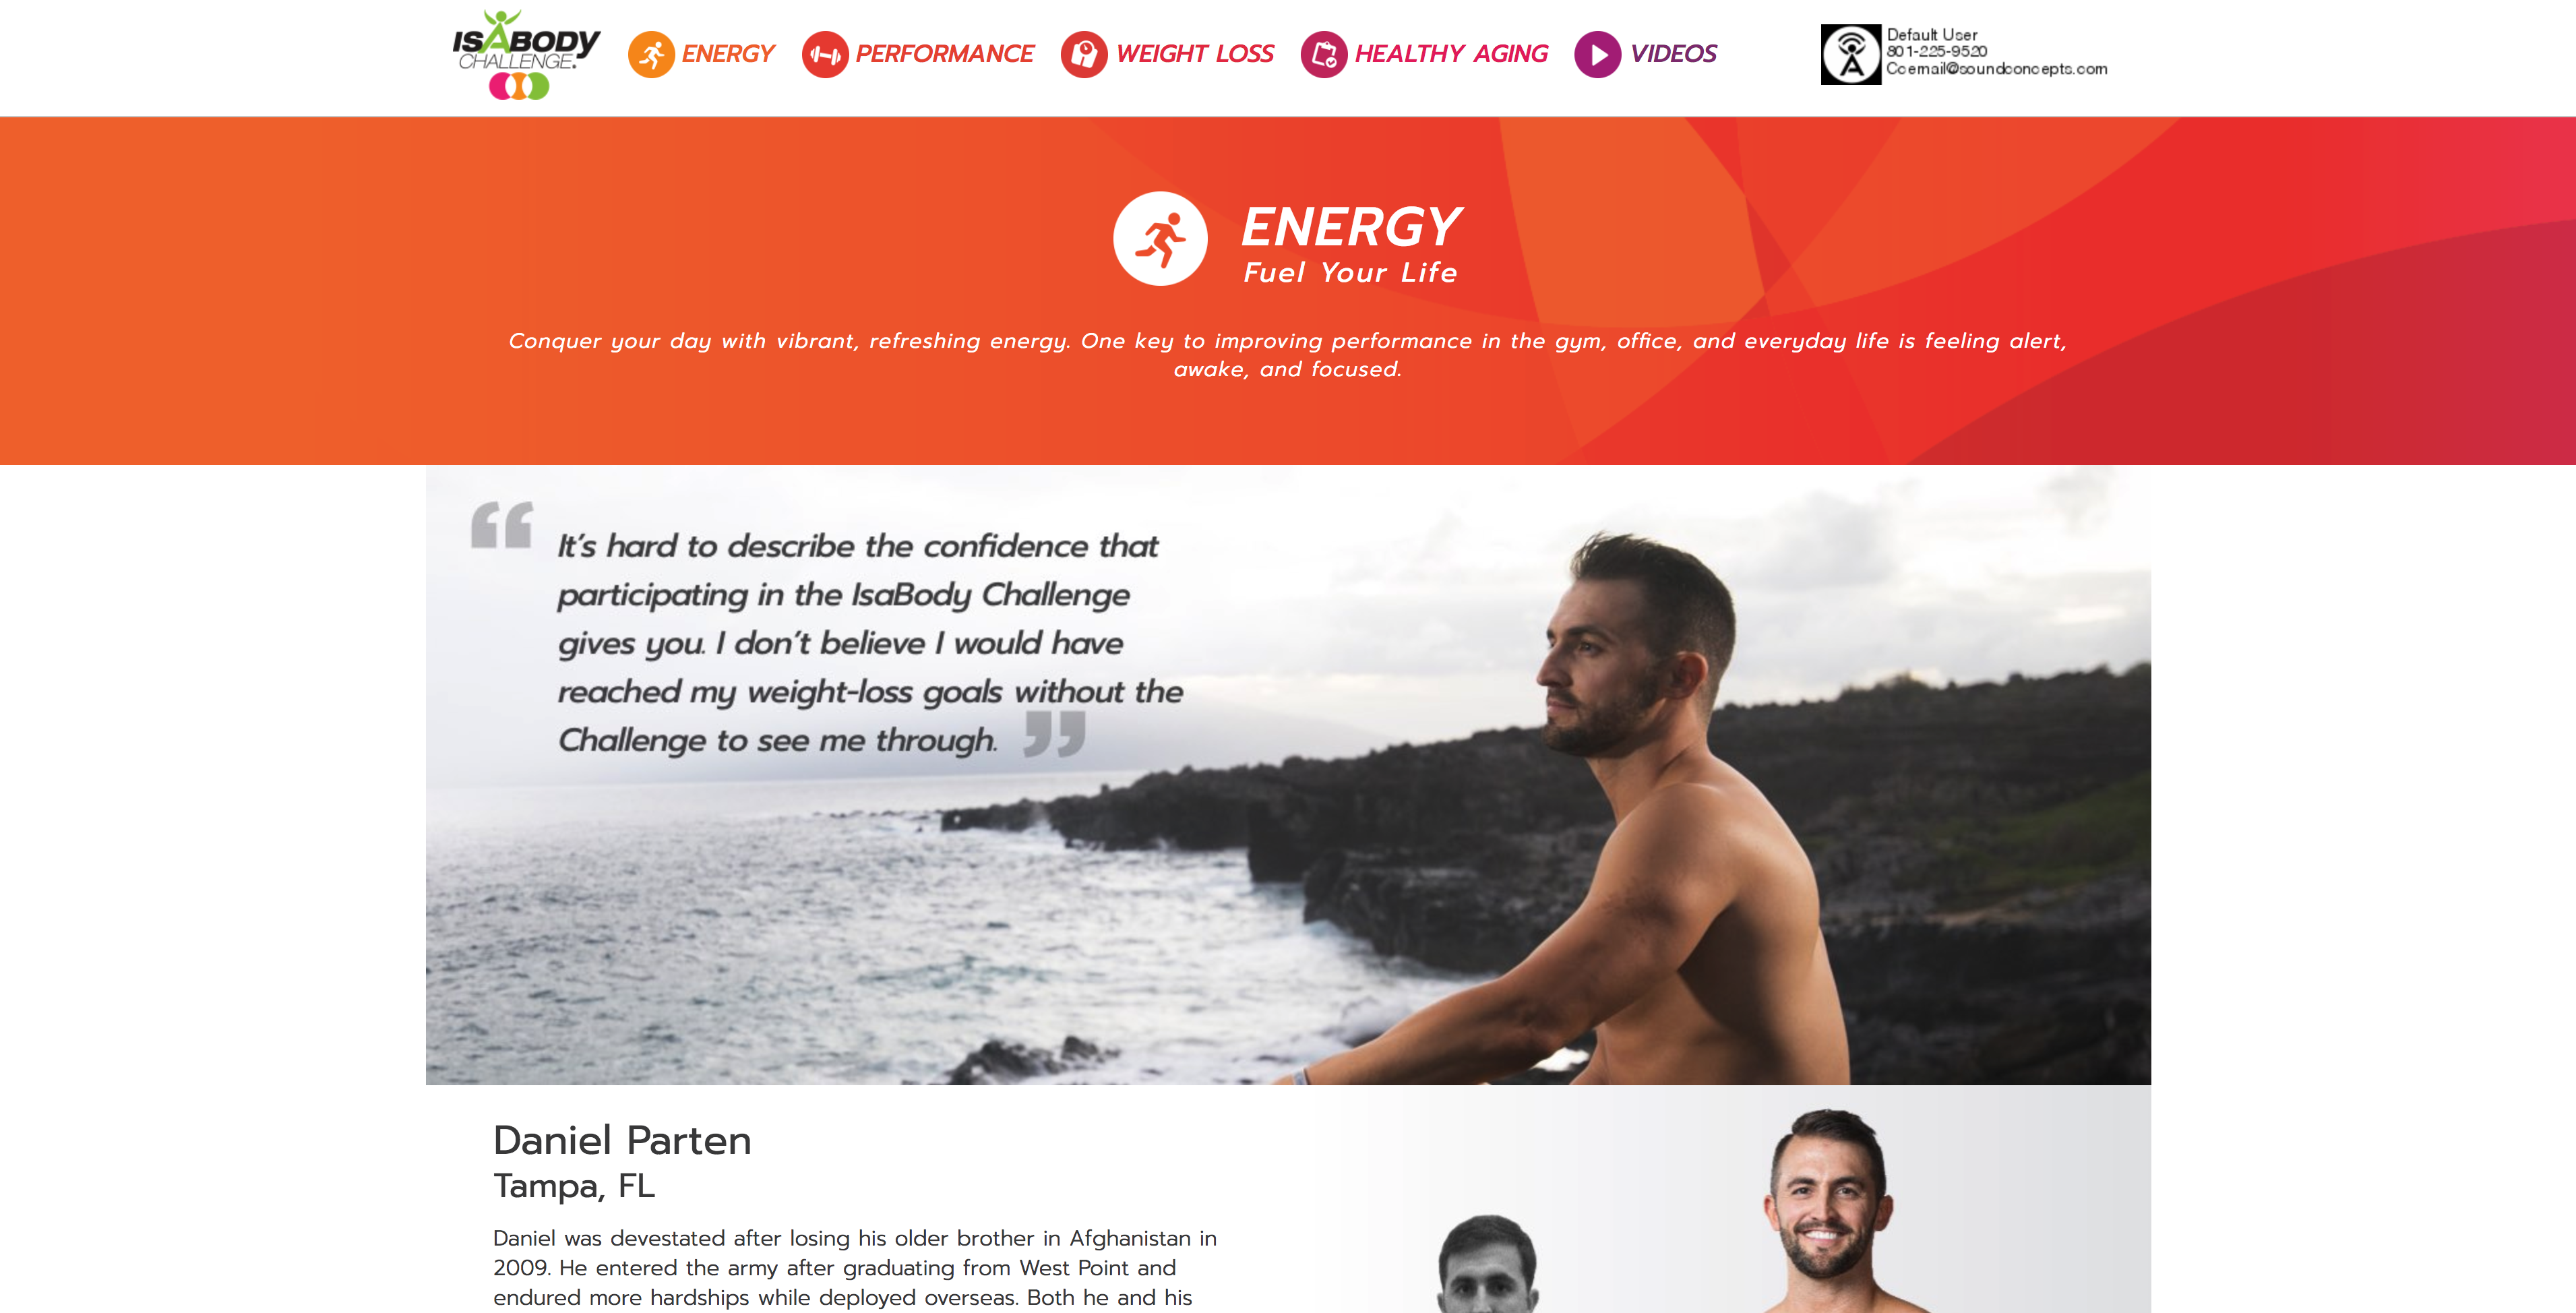 ISABODY
CHALLENGE.
ENERGY
PERFORMANCE
WEIGHT LOSS
HEALTHY AGING
VIDEOS
Default User
801-225-9520
Ccemail@soundconcepts.com
ENERGY
Fuel Your Life
Conquer your day with vibrant, refreshing energy. One key to improving performance in the gym, office, and everyday life is feeling alert,
awake, and focused.
“ It’s hard to describe the confidence that
participating in the IsaBody Challenge
gives you. I don’t believe I would have
reached my weight-loss goals without the
Challenge to see me through. ”
Daniel Parten
Tampa, FL
Daniel was devestated after losing his older brother in Afghanistan in
2009. He entered the army after graduating from West Point and
endured more hardships while deployed overseas. Both he and his